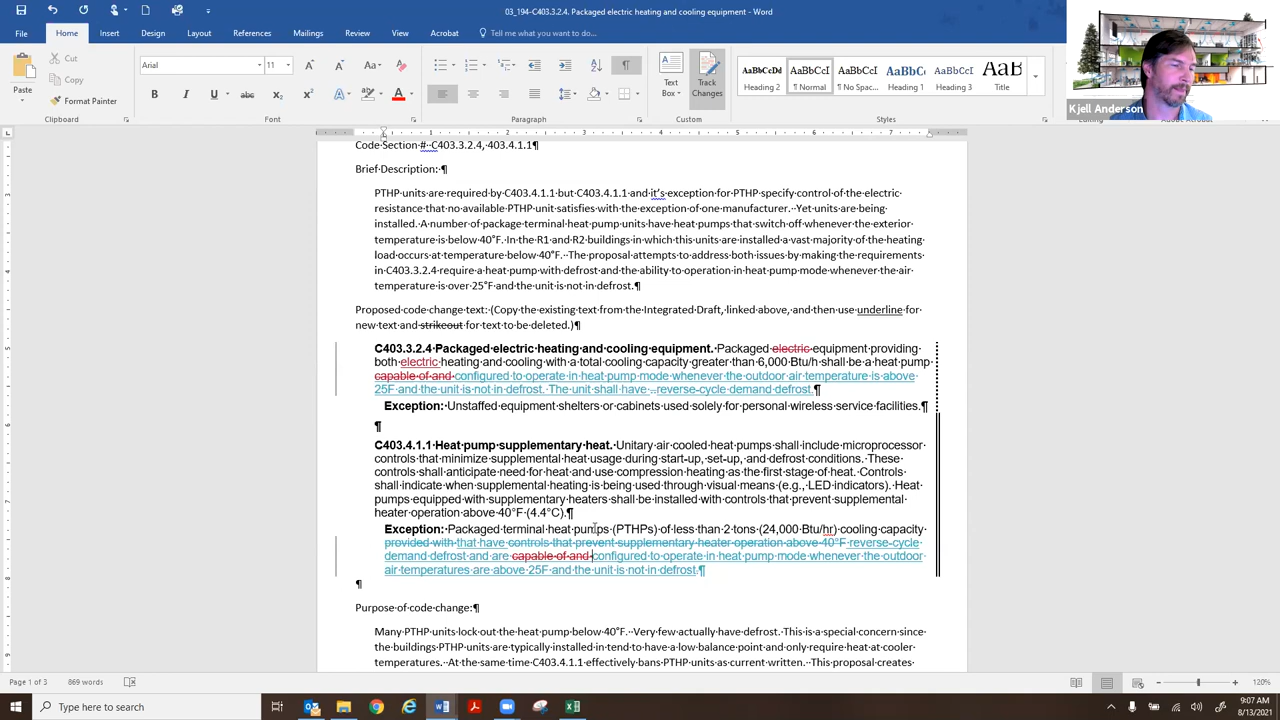 03_194-C403.3.2.4. Packaged electric heating and cooling equipment - Word
File Home Insert Draw Design Layout References Mailings Review View Acrobat Tell me what you want to do...
Cut
Copy
Format Painter
Paste
Clipboard
Arial 11
Font
Paragraph
Text Box
Track Changes
Custom
AaBbCcDd AaBbCcI AaBbCcI AaBbC AaBbC AaBbCcI AaB
Heading 2 ¶ Normal ¶ No Spac... Heading 1 Heading 3 Title
Styles
Kjell Anderson
Code Section #: C403.3.2.4, 403.4.1.1¶
Brief Description: ¶
PTHP units are required by C403.4.1.1 but C403.4.1.1 and it's exception for PTHP specify control of the electric
resistance that no available PTHP unit satisfies with the exception of one manufacturer. Yet units are being
installed. A number of package terminal heat pump units have heat pumps that switch off whenever the exterior
temperature is below 40°F. In the R1 and R2 buildings in which this units are installed a vast majority of the heating
load occurs at temperature below 40°F. The proposal attempts to address both issues by making the requirements
in C403.3.2.4 require a heat pump with defrost and the ability to operation in heat pump mode whenever the air
temperature is over 25°F and the unit is not in defrost.¶
Proposed code change text: (Copy the existing text from the Integrated Draft, linked above, and then use underline for
new text and strikeout for text to be deleted.)¶
C403.3.2.4 Packaged electric heating and cooling equipment. Packaged electric equipment providing
both electric heating and cooling with a total cooling capacity greater than 6,000 Btu/h shall be a heat pump
capable of and configured to operate in heat pump mode whenever the outdoor air temperature is above
25F and the unit is not in defrost. The unit shall have reverse-cycle demand defrost.¶
Exception: Unstaffed equipment shelters or cabinets used solely for personal wireless service facilities.¶
¶
C403.4.1.1 Heat pump supplementary heat. Unitary air cooled heat pumps shall include microprocessor
controls that minimize supplemental heat usage during start-up, set-up, and defrost conditions. These
controls shall anticipate need for heat and use compression heating as the first stage of heat. Controls
shall indicate when supplemental heating is being used through visual means (e.g., LED indicators). Heat
pumps equipped with supplementary heaters shall be installed with controls that prevent supplemental
heater operation above 40°F (4.4°C).¶
Exception: Packaged terminal heat pumps (PTHPs) of less than 2 tons (24,000 Btu/hr) cooling capacity
provided with that have controls that prevent supplementary heater operation above 40°F reverse-cycle
demand defrost and are capable of and configured to operate in heat pump mode whenever the outdoor
air temperatures are above 25F and the unit is not in defrost.¶
¶
Purpose of code change:¶
Many PTHP units lock out the heat pump below 40°F. Very few actually have defrost. This is a special concern since
the buildings PTHP units are typically installed in tend to have a low balance point and only require heat at cooler
temperatures. At the same time C403.4.1.1 effectively bans PTHP units as current written. This proposal creates
Page 1 of 3 869 words 120%
Type here to search
9:07 AM
8/13/2021